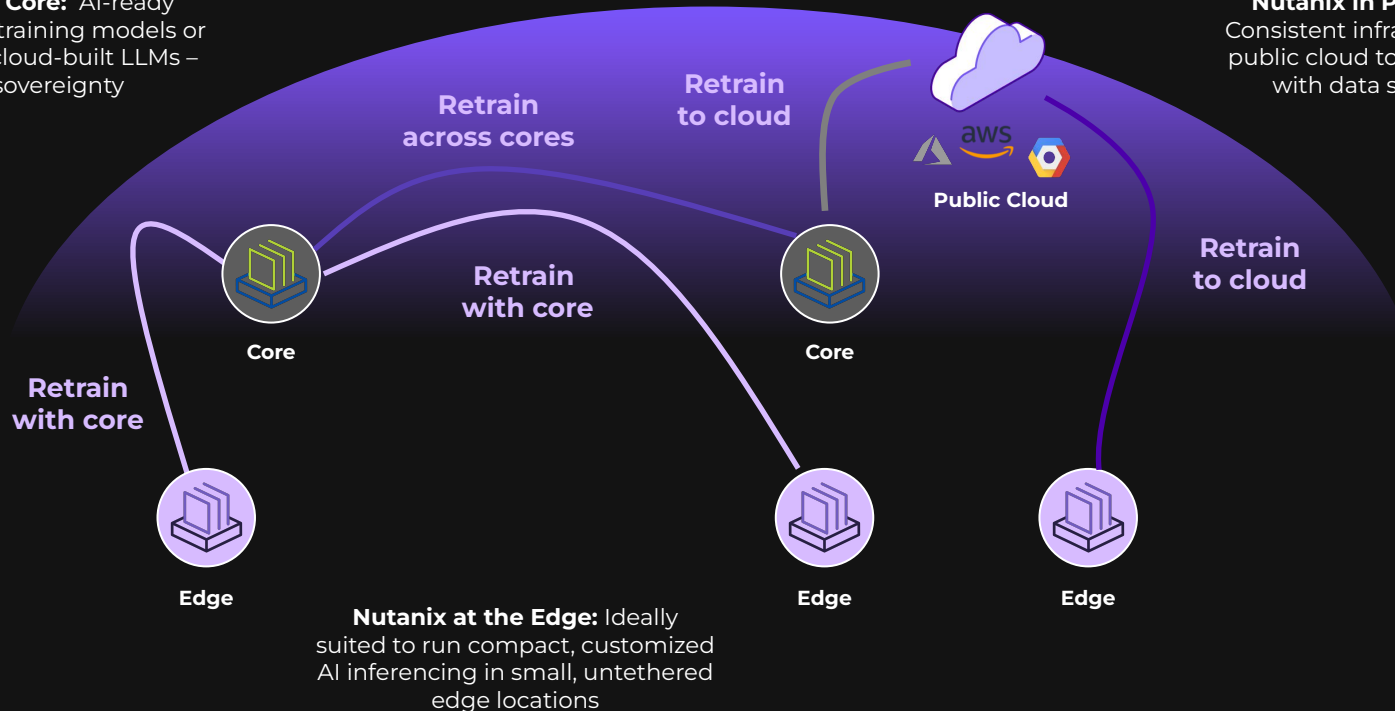 Core: AI-ready
training models or
cloud-built LLMs –
sovereignty
Nutanix in
Consistent
public cloud to
with data
Retrain
to cloud
Retrain
across cores
aws
Public Cloud
Retrain
to cloud
Retrain
with core
Core
Core
Retrain
with core
Edge
Edge
Edge
Nutanix at the Edge: Ideally
suited to run compact, customized
AI inferencing in small, untethered
edge locations